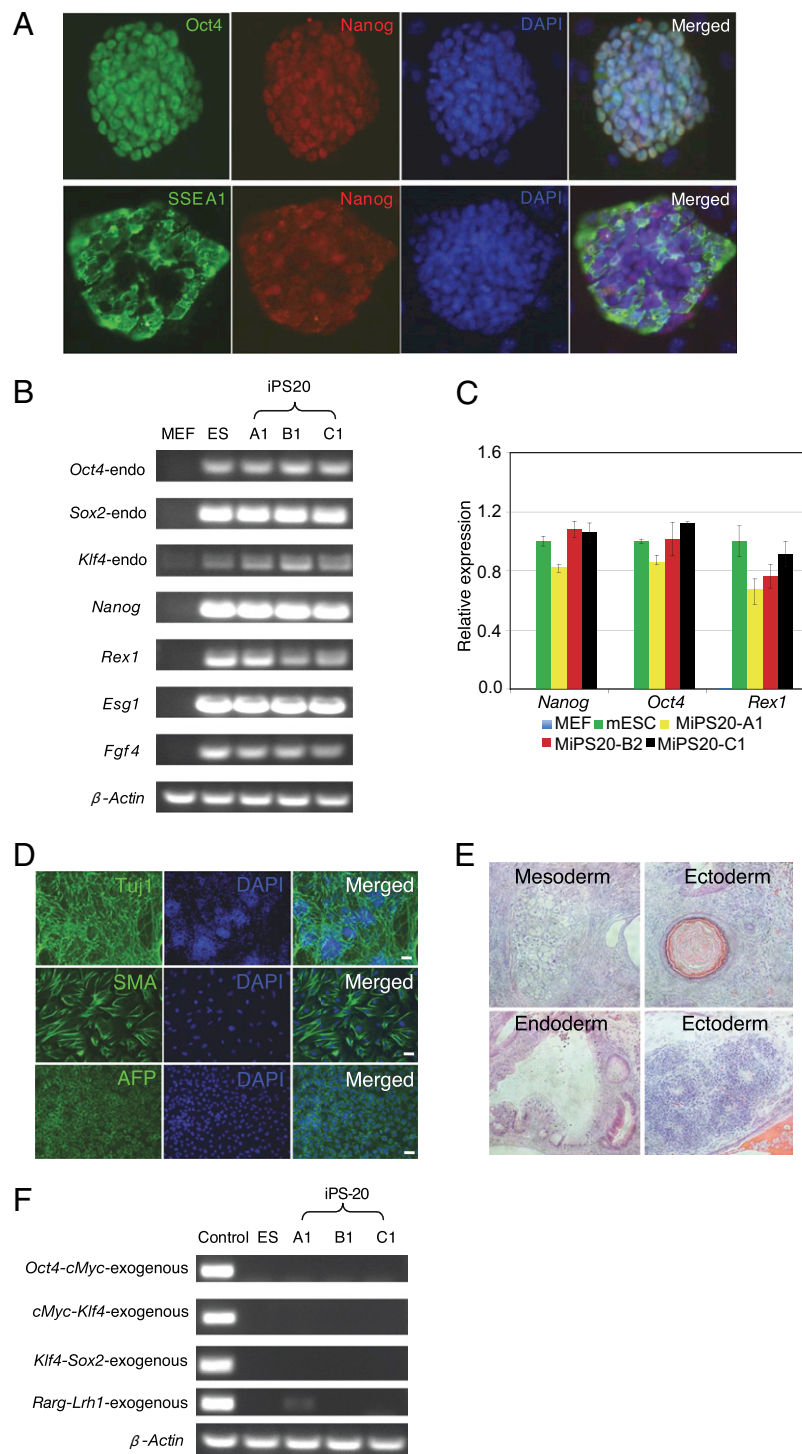 A
Oct4 Nanog DAPI Merged
SSEA1 Nanog DAPI Merged
B
iPS20
MEF ES A1 B1 C1
Oct4-endo
Sox2-endo
Klf4-endo
Nanog
Rex1
Esg1
Fgf4
β-Actin
C
Relative expression
1.6
1.2
0.8
0.4
0.0
Nanog Oct4 Rex1
MEF mESC MiPS20-A1
MiPS20-B2 MiPS20-C1
D
Tuj1 DAPI Merged
SMA DAPI Merged
AFP DAPI Merged
E
Mesoderm Ectoderm
Endoderm Ectoderm
F
iPS-20
Control ES A1 B1 C1
Oct4-cMyc-exogenous
cMyc-Klf4-exogenous
Klf4-Sox2-exogenous
Rarg-Lrh1-exogenous
β-Actin